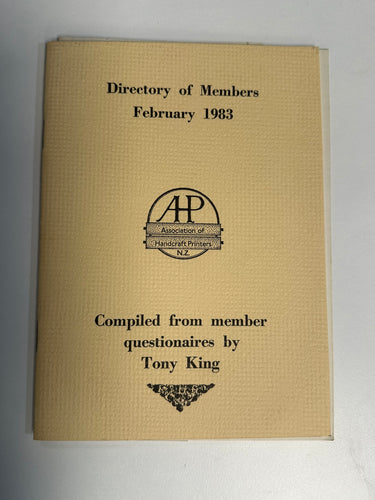 Directory of Members
February 1983
AHP
Association of
Handcraft Printers
N.Z.
Compiled from member
questionaires by
Tony King